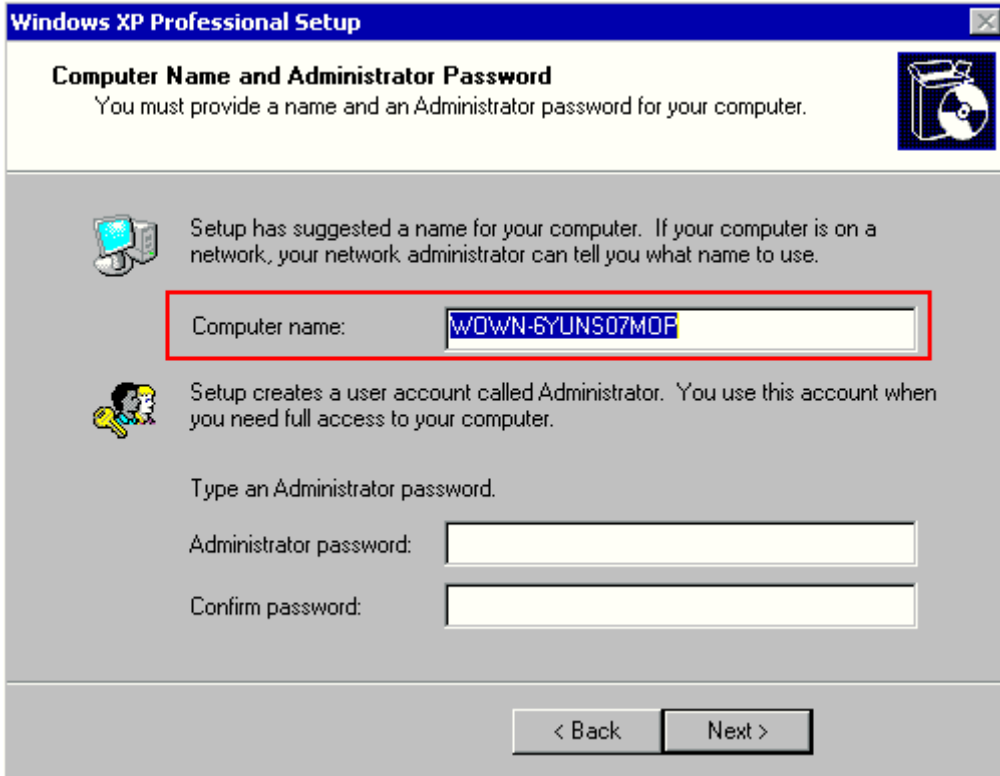 Windows XP Professional Setup
Computer Name and Administrator Password
You must provide a name and an Administrator password for your computer.
Setup has suggested a name for your computer. If your computer is on a
network, your network administrator can tell you what name to use.
Computer name: WOWN-6YUNS07MOP
Setup creates a user account called Administrator. You use this account when
you need full access to your computer.
Type an Administrator password.
Administrator password:
Confirm password:
< Back Next >